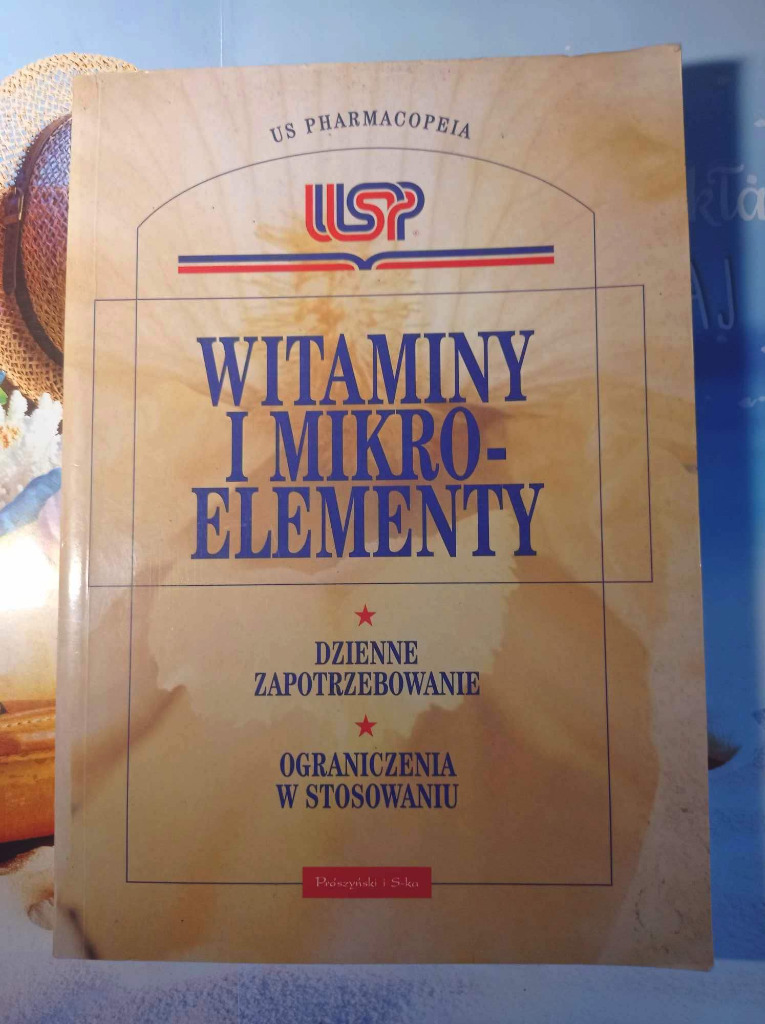 US PHARMACOPEIA
USP
WITAMINY
I MIKRO-
ELEMENTY
DZIENNE
ZAPOTRZEBOWANIE
OGRANICZENIA
W STOSOWANIU
Prószyński i S-ka